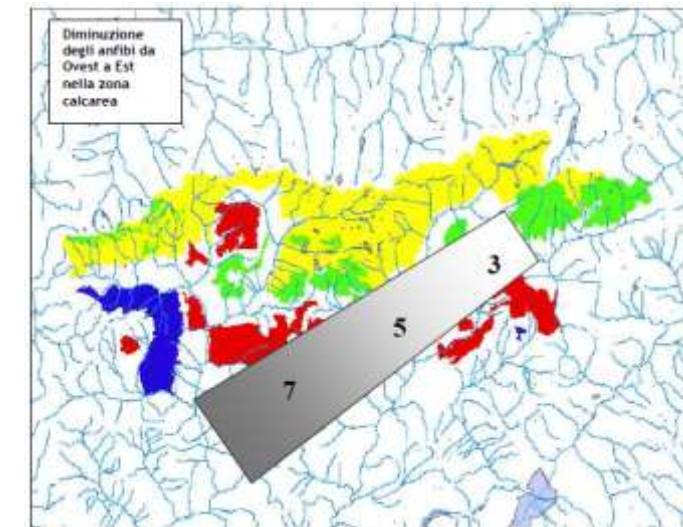 Diminuzione
degli anfibi da
Ovest a Est
nella zona
calcarea
3
5
7